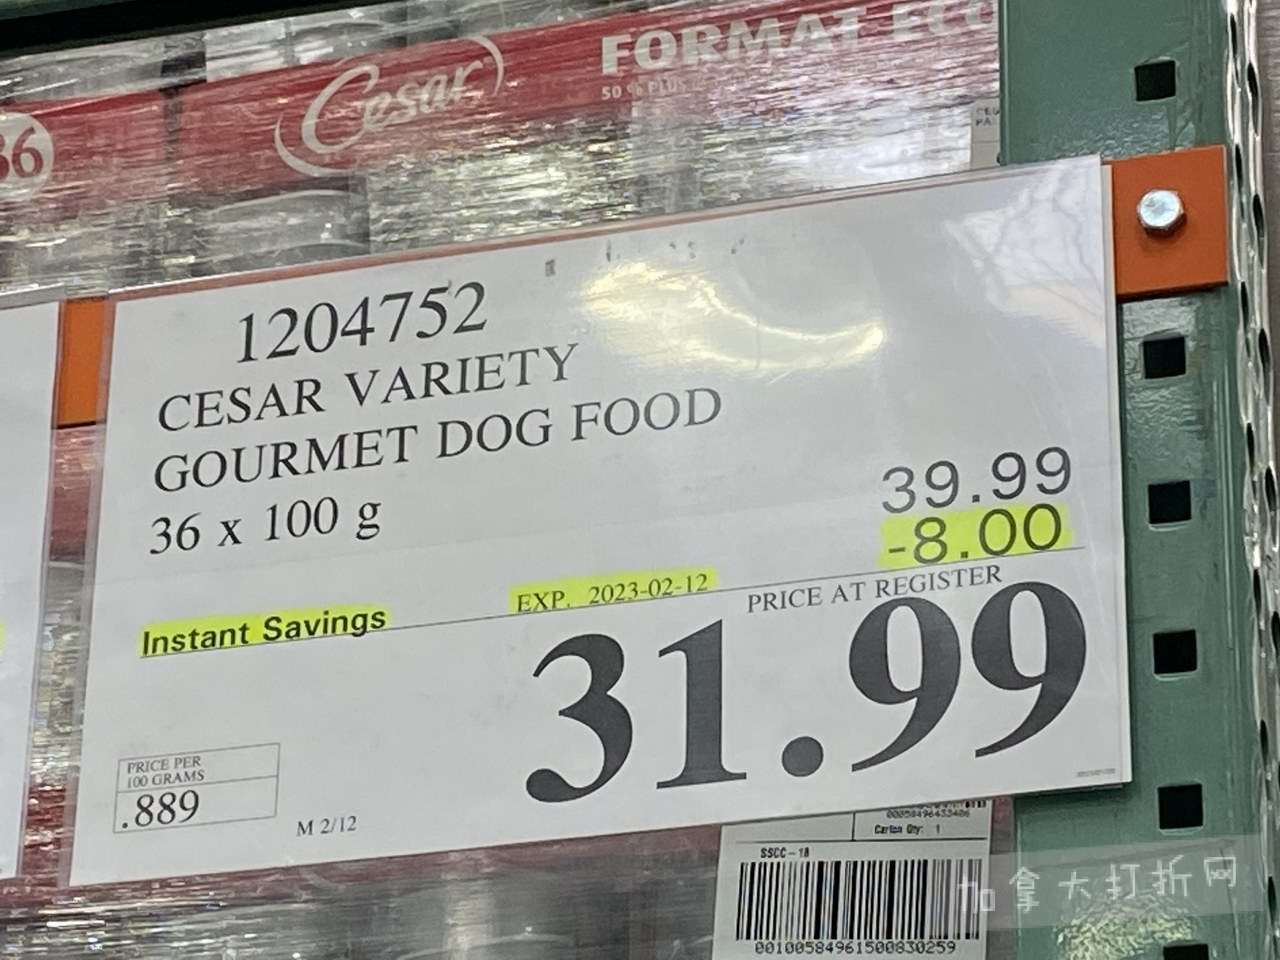 Cesar
FORMAT ECO
50 % PLUS
36
1204752
CESAR VARIETY
GOURMET DOG FOOD
36 x 100 g
39.99
-8.00
Instant Savings
EXP. 2023-02-12
PRICE AT REGISTER
31.99
PRICE PER
100 GRAMS
.889
M 2/12
Carton Qty: 1
SSCC-18
00100584961500830259
加拿大打折网